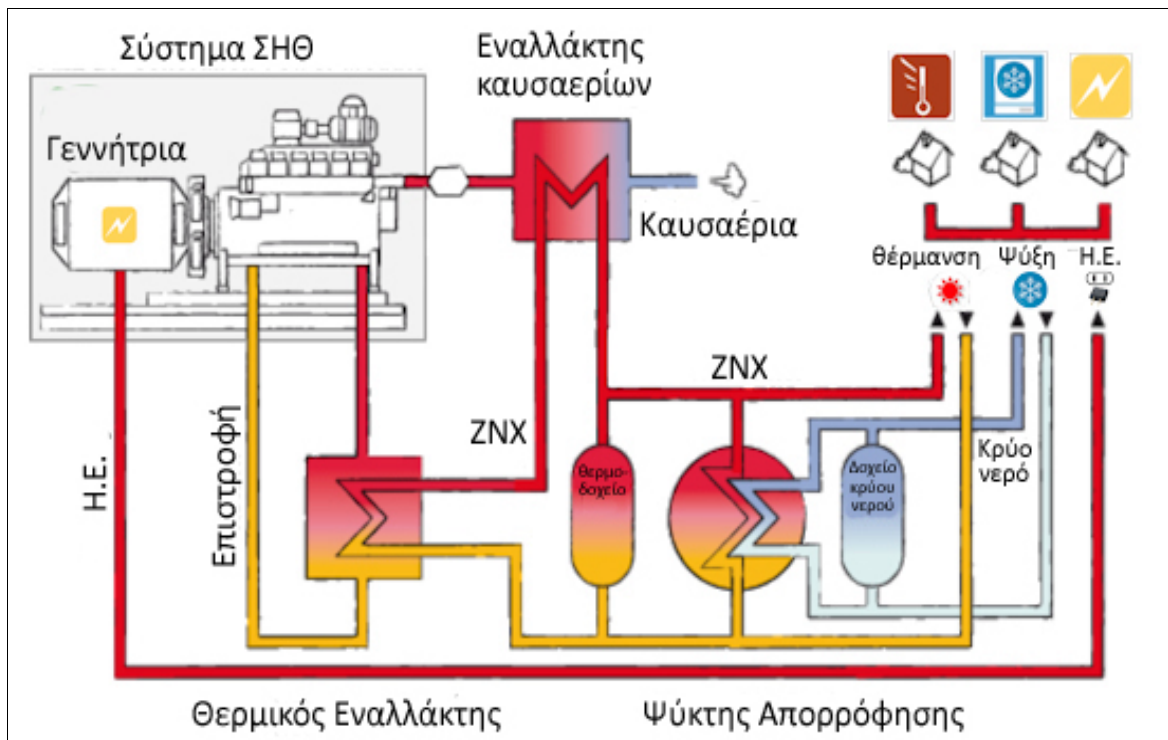 Σύστημα ΣΗΘ
Εναλλάκτης
καυσαερίων
Γεννήτρια
Καυσαέρια
θέρμανση
Ψύξη
Η.Ε.
ΖΝΧ
ΖΝΧ
Η.Ε.
Επιστροφή
θερμο-
δοχείο
Δοχείο
κρύου
νερού
Κρύο
νερό
Θερμικός Εναλλάκτης
Ψύκτης Απορρόφησης